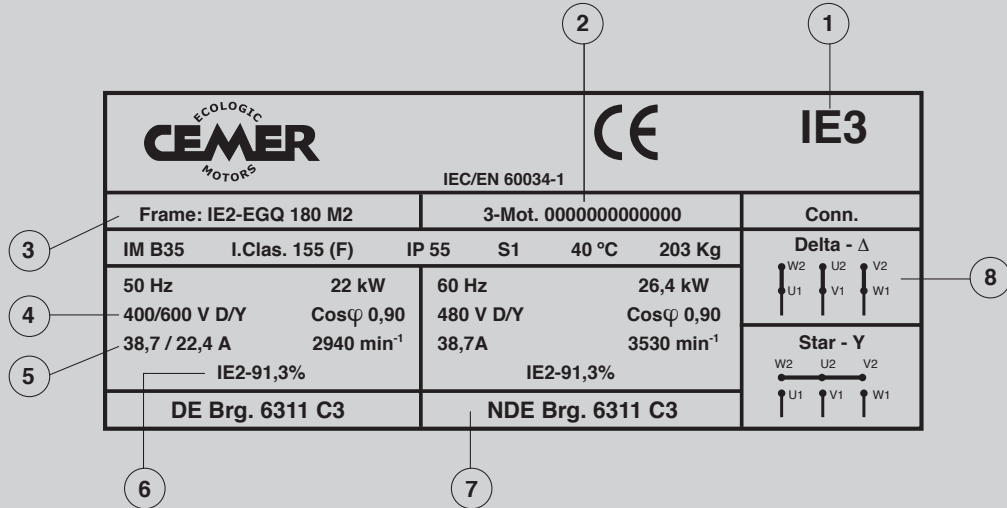 2
1
ECOLOGIC
CEMER
MOTORS
CE
IE3
IEC/EN 60034-1
Frame: IE2-EGQ 180 M2
3-Mot. 0000000000000
Conn.
3
IM B35 I.Clas. 155 (F) IP 55 S1 40 ºC 203 Kg
Delta - Δ
W2 U2 V2
U1 V1 W1
8
50 Hz 22 kW
60 Hz 26,4 kW
4
400/600 V D/Y Cosφ 0,90
480 V D/Y Cosφ 0,90
5
38,7 / 22,4 A 2940 min⁻¹
38,7A 3530 min⁻¹
Star - Y
W2 U2 V2
U1 V1 W1
IE2-91,3%
IE2-91,3%
DE Brg. 6311 C3
NDE Brg. 6311 C3
6
7